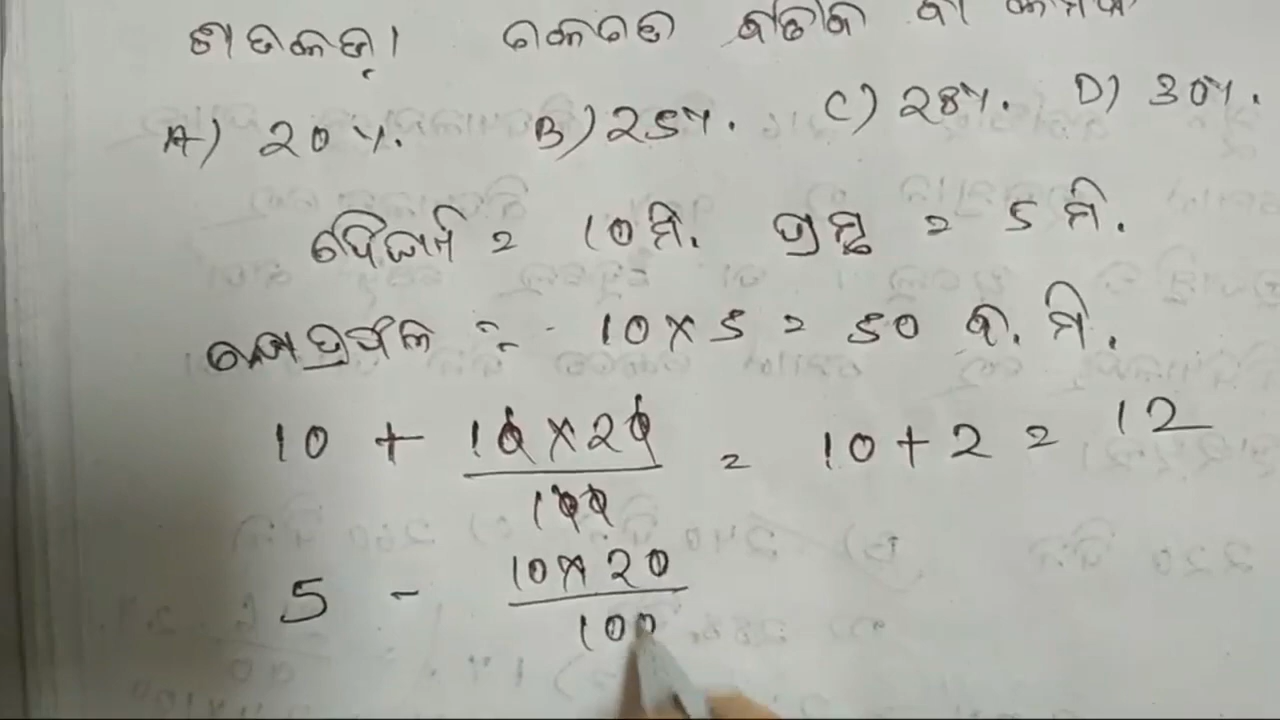 ଶତକଡ଼ା। କେତେ
A) 20%. B) 25%. C) 28%. D) 30%.
ଦୈର୍ଘ୍ୟ = 10 ମି. ପ୍ରସ୍ଥ = 5 ମି.
କ୍ଷେତ୍ରଫଳ = 10 × 5 = 50 ବ. ମି.
10 + 10×20/100 = 10 + 2 = 12
5 - 10×20/100